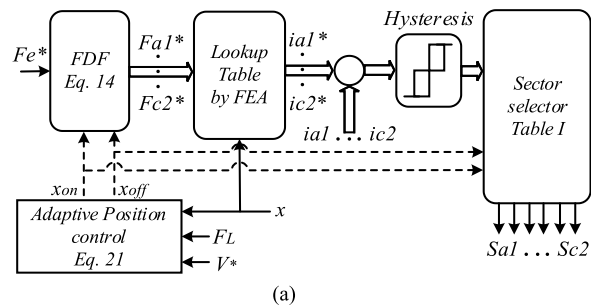 Hysteresis
Fe*
FDF
Eq. 14
Fa1*
⋮
Fc2*
Lookup
Table
by FEA
ia1*
⋮
ic2*
ia1 . . . ic2
Sector
selector
Table I
xon
xoff
Adaptive Position
control
Eq. 21
x
FL
V*
Sa1 . . . Sc2
(a)